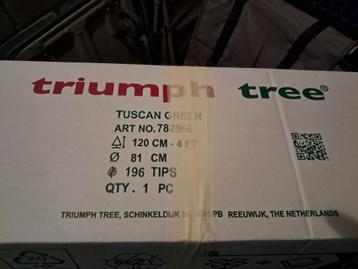 triumph tree®
TUSCAN GREEN
ART NO.
120 CM - 4 FT
Ø 81 CM
196 TIPS
QTY. 1 PC
TRIUMPH TREE, SCHINKELDIJK PB REEUWIJK, THE NETHERLANDS